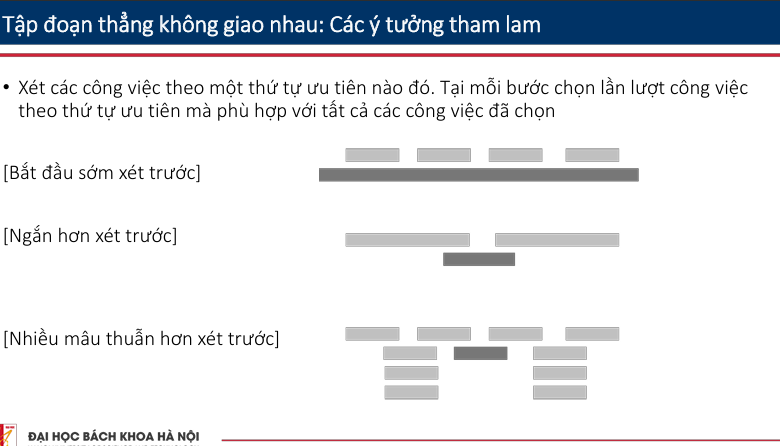 Tập đoạn thẳng không giao nhau: Các ý tưởng tham lam
• Xét các công việc theo một thứ tự ưu tiên nào đó. Tại mỗi bước chọn lần lượt công việc
theo thứ tự ưu tiên mà phù hợp với tất cả các công việc đã chọn
[Bắt đầu sớm xét trước]
[Ngắn hơn xét trước]
[Nhiều mâu thuẫn hơn xét trước]
ĐẠI HỌC BÁCH KHOA HÀ NỘI